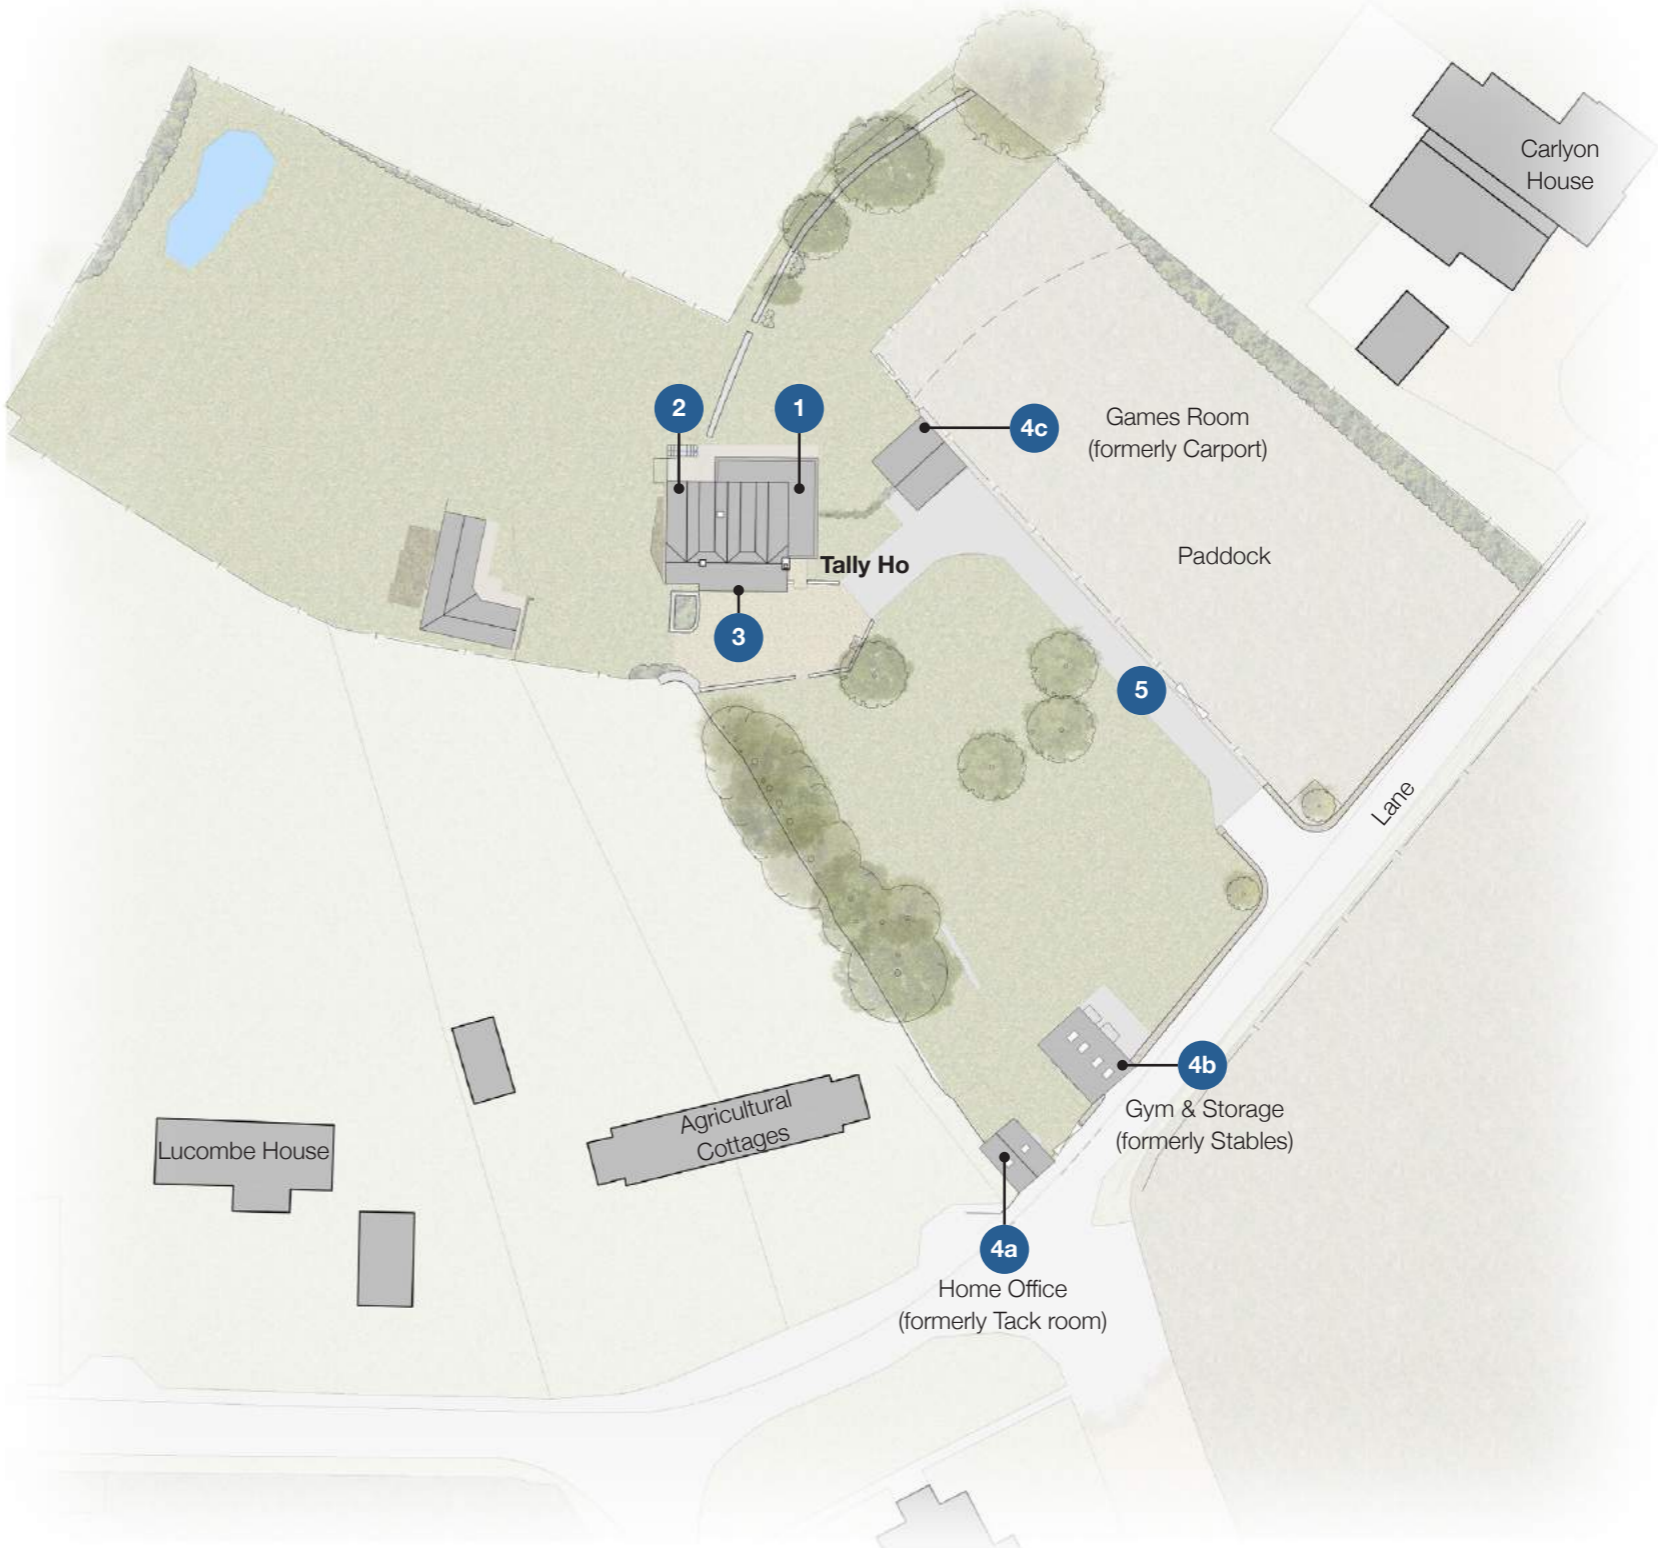 Carlyon
House
2
1
4c
Games Room
(formerly Carport)
Paddock
Tally Ho
3
5
Lane
4b
Gym & Storage
(formerly Stables)
Agricultural
Cottages
Lucombe House
4a
Home Office
(formerly Tack room)